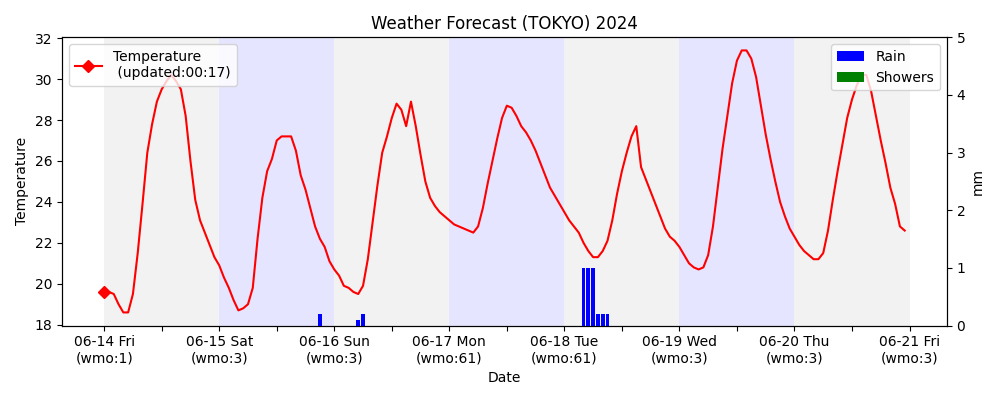 Weather Forecast (TOKYO) 2024
Temperature
(updated:00:17)
Rain
Showers
32
30
28
26
24
22
20
18
Temperature
5
4
3
2
1
0
mm
06-14 Fri
(wmo:1)
06-15 Sat
(wmo:3)
06-16 Sun
(wmo:3)
06-17 Mon
(wmo:61)
06-18 Tue
(wmo:61)
06-19 Wed
(wmo:3)
06-20 Thu
(wmo:3)
06-21 Fri
(wmo:3)
Date